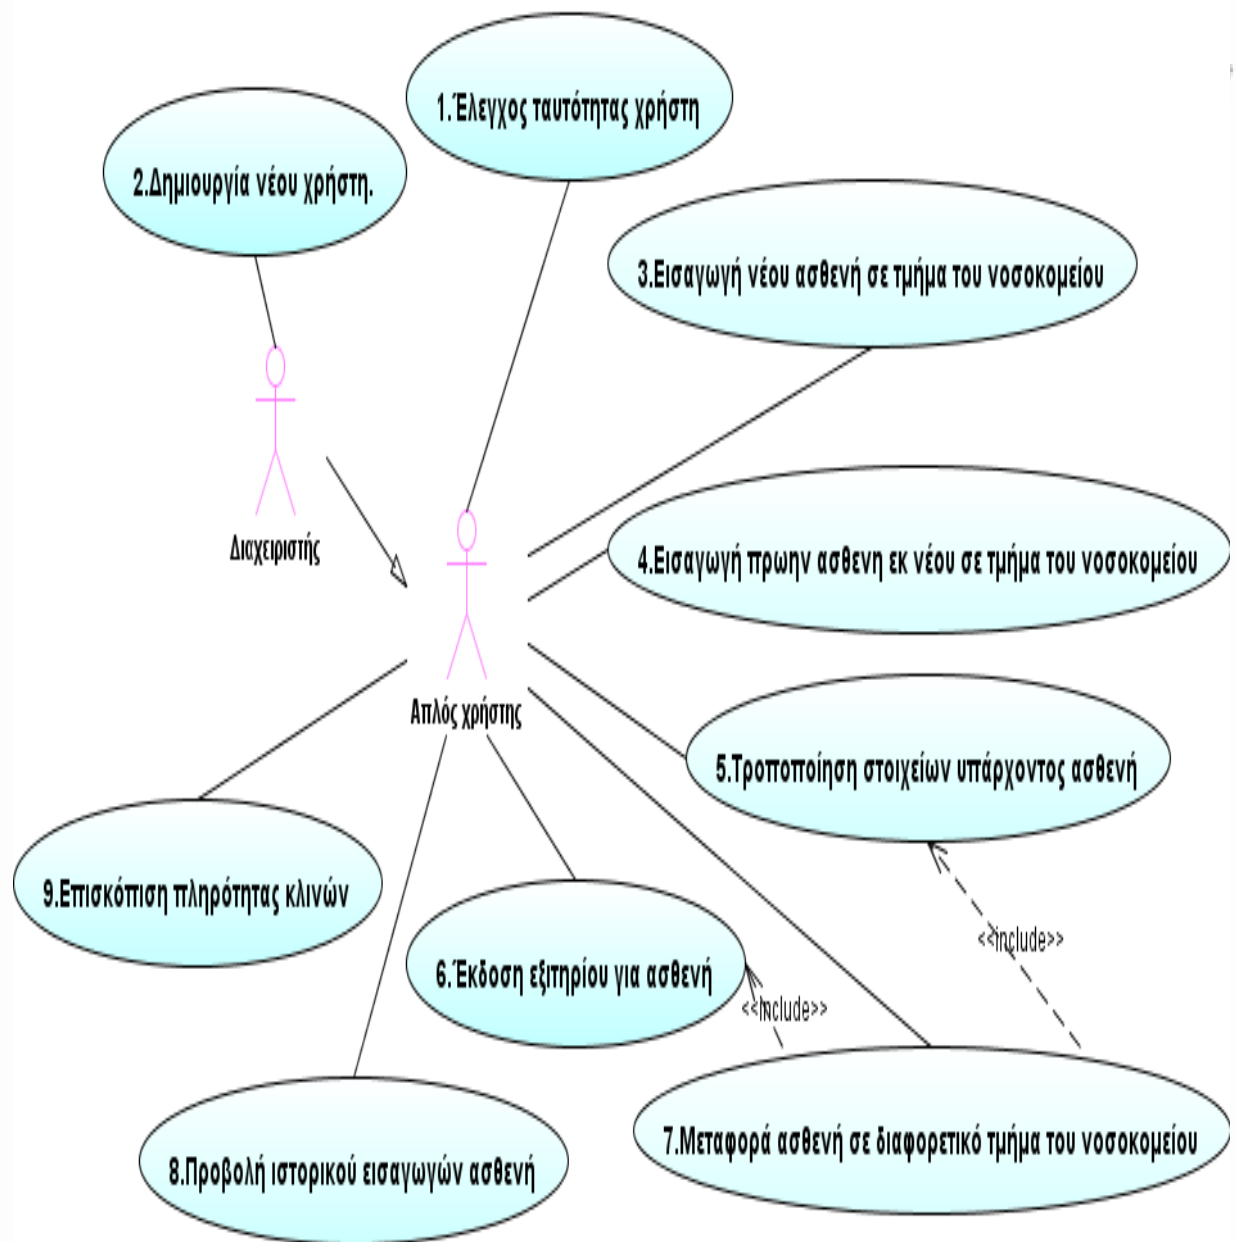 1.Έλεγχος ταυτότητας χρήστη
2.Δημιουργία νέου χρήστη.
3.Εισαγωγή νέου ασθενή σε τμήμα του νοσοκομείου
Διαχειριστής
4.Εισαγωγή πρωην ασθενη εκ νέου σε τμήμα του νοσοκομείου
Απλός χρήστης
5.Τροποποίηση στοιχείων υπάρχοντος ασθενή
9.Επισκόπιση πληρότητας κλινών
<<include>>
6.Έκδοση εξιτηρίου για ασθενή
<<include>>
7.Μεταφορά ασθενή σε διαφορετικό τμήμα του νοσοκομείου
8.Προβολή ιστορικού εισαγωγών ασθενή